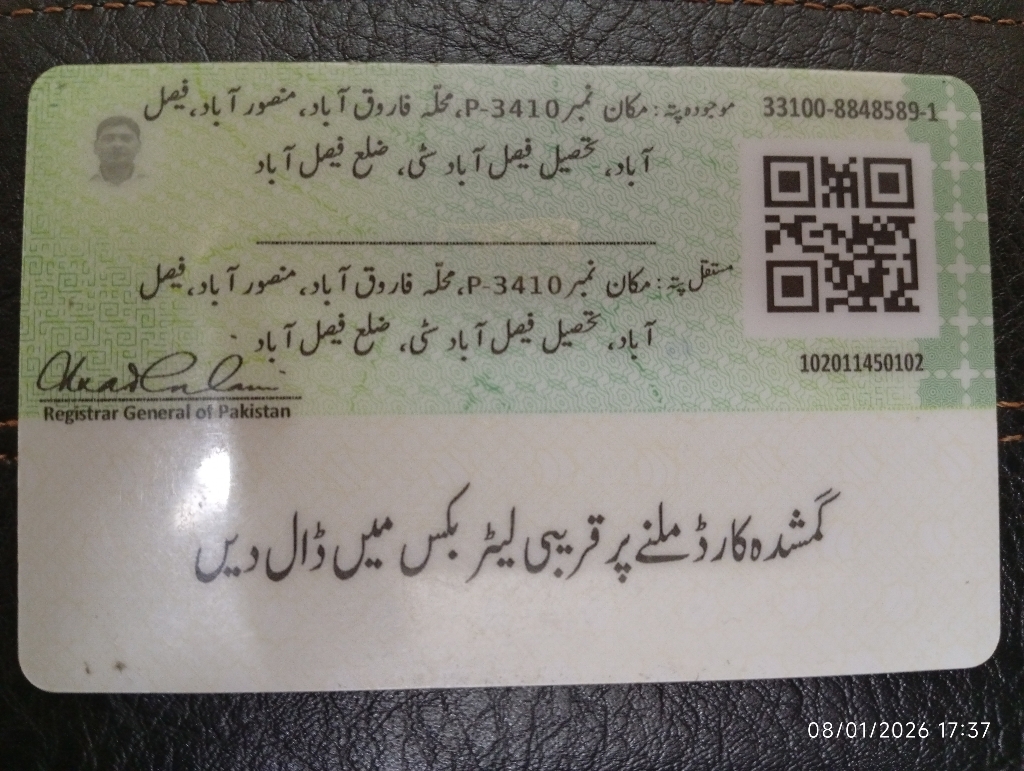 موجودہ پتہ: مکان نمبر P-3410، محلّہ فاروق آباد، منصور آباد، فیصل
آباد، تحصیل فیصل آباد سٹی، ضلع فیصل آباد
33100-8848589-1
مستقل پتہ: مکان نمبر P-3410، محلّہ فاروق آباد، منصور آباد، فیصل
آباد، تحصیل فیصل آباد سٹی، ضلع فیصل آباد
102011450102
Registrar General of Pakistan
گمشدہ کارڈ ملنے پر قریبی لیٹر بکس میں ڈال دیں
08/01/2026 17:37